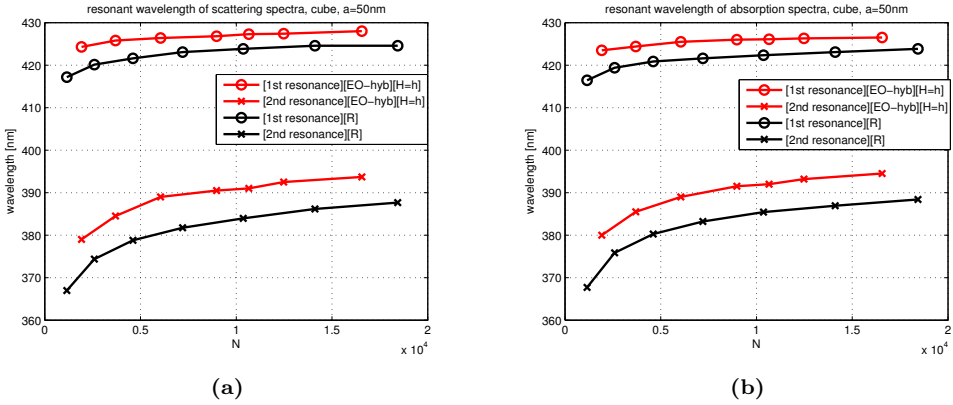 resonant wavelength of scattering spectra, cube, a=50nm
430
420
410
400
390
380
370
360
wavelength [nm]
[1st resonance][EO-hyb][H=h]
[2nd resonance][EO-hyb][H=h]
[1st resonance][R]
[2nd resonance][R]
0
0.5
1
1.5
2
N
x 10^4
(a)
resonant wavelength of absorption spectra, cube, a=50nm
430
420
410
400
390
380
370
360
wavelength [nm]
[1st resonance][EO-hyb][H=h]
[2nd resonance][EO-hyb][H=h]
[1st resonance][R]
[2nd resonance][R]
0
0.5
1
1.5
2
N
x 10^4
(b)